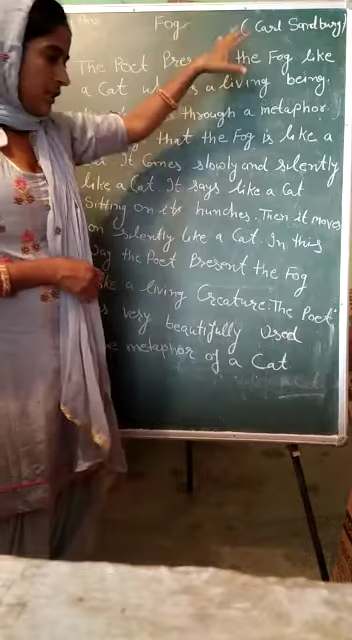 Ans Fog (Carl Sandburg)
The Poet Pres the Fog like
a Cat wh s a living being.
through a metaphor.
that the Fog is like a
It Comes slowly and silently
like a Cat. It says like a Cat
Sitting on its hunches. Then it moves
on silently like a Cat. In this
the Poet Present the Fog
a living Creature. The Poet
very beautifully used
metaphor of a Cat